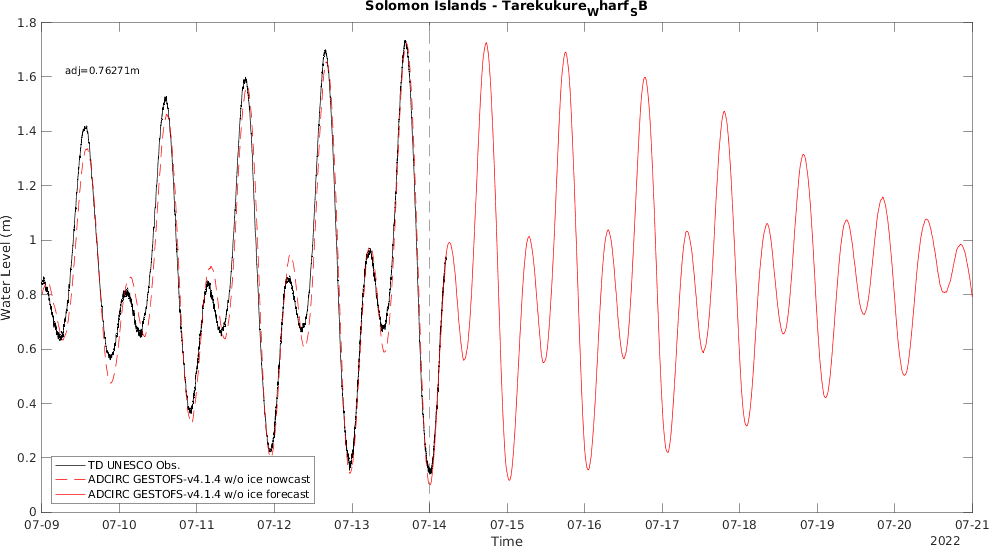 Solomon Islands - Tarekukure_Wharf_SB
adj=0.76271m
Water Level (m)
1.8
1.6
1.4
1.2
1
0.8
0.6
0.4
0.2
0
TD UNESCO Obs.
ADCIRC GESTOFS-v4.1.4 w/o ice nowcast
ADCIRC GESTOFS-v4.1.4 w/o ice forecast
07-09 07-10 07-11 07-12 07-13 07-14 07-15 07-16 07-17 07-18 07-19 07-20 07-21
Time
2022